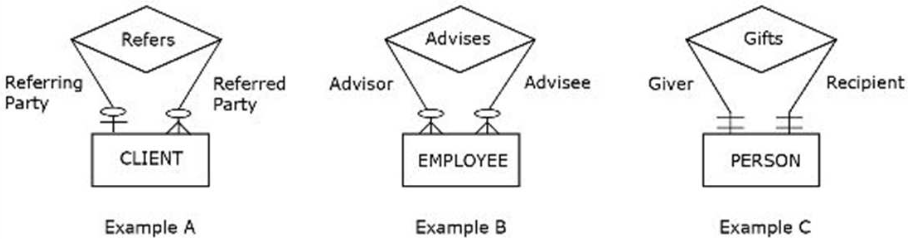 Refers
Referring
Party
Referred
Party
CLIENT
Example A
Advises
Advisor
Advisee
EMPLOYEE
Example B
Gifts
Giver
Recipient
PERSON
Example C